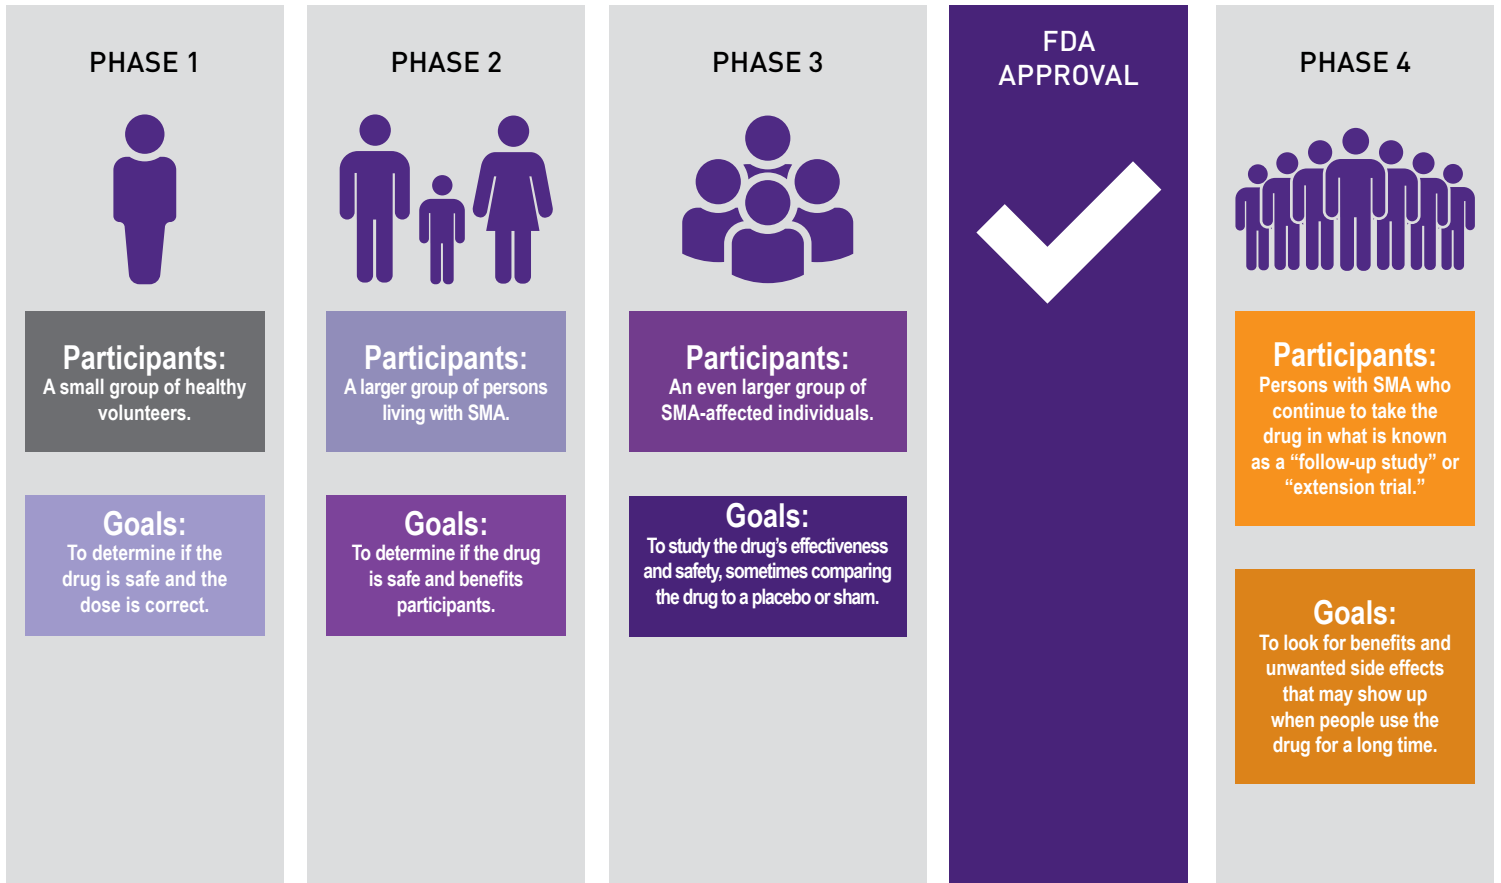 PHASE 1
Participants:
A small group of healthy
volunteers.
Goals:
To determine if the
drug is safe and the
dose is correct.
PHASE 2
Participants:
A larger group of persons
living with SMA.
Goals:
To determine if the drug
is safe and benefits
participants.
PHASE 3
Participants:
An even larger group of
SMA-affected individuals.
Goals:
To study the drug’s effectiveness
and safety, sometimes comparing
the drug to a placebo or sham.
FDA
APPROVAL
PHASE 4
Participants:
Persons with SMA who
continue to take the
drug in what is known
as a “follow-up study” or
“extension trial.”
Goals:
To look for benefits and
unwanted side effects
that may show up
when people use the
drug for a long time.